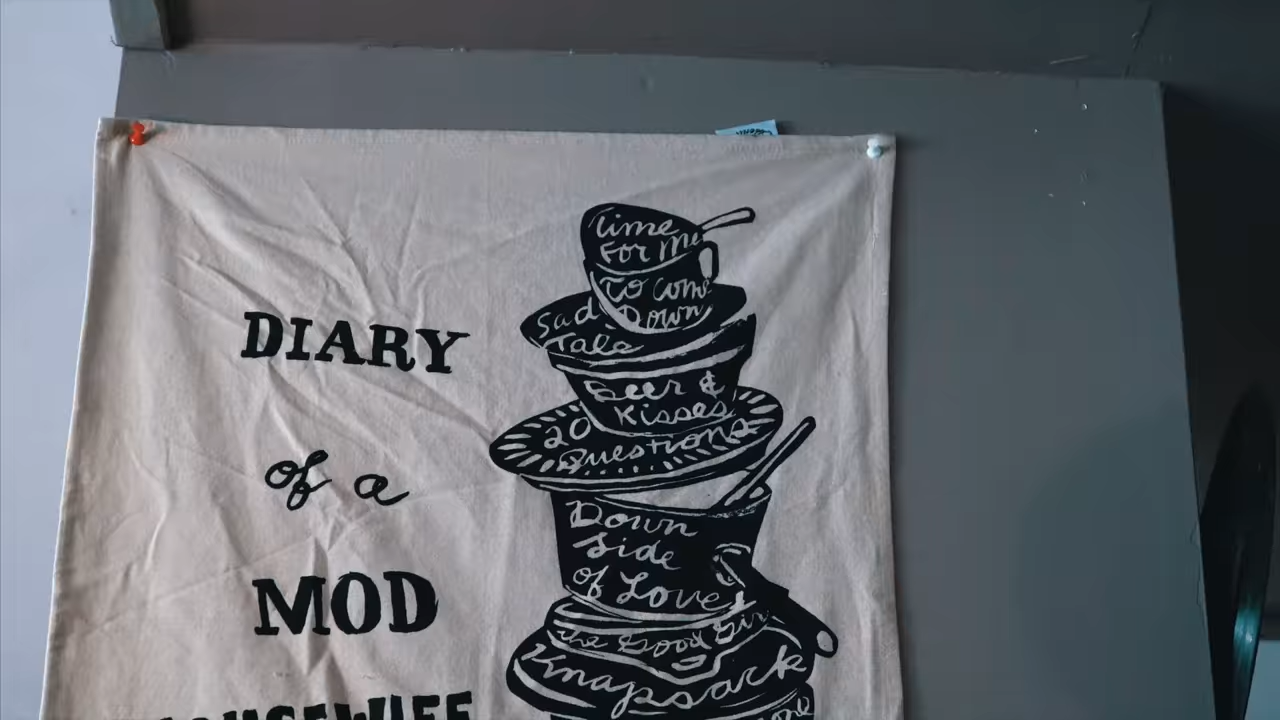 DIARY
of a
MOD
HOUSEWIFE
Time
For Me
To Come
Down
Sad
Tale
Beer &
Kisses
20
Questions
Down
Side
of Love
The Good Girl
Knapsack